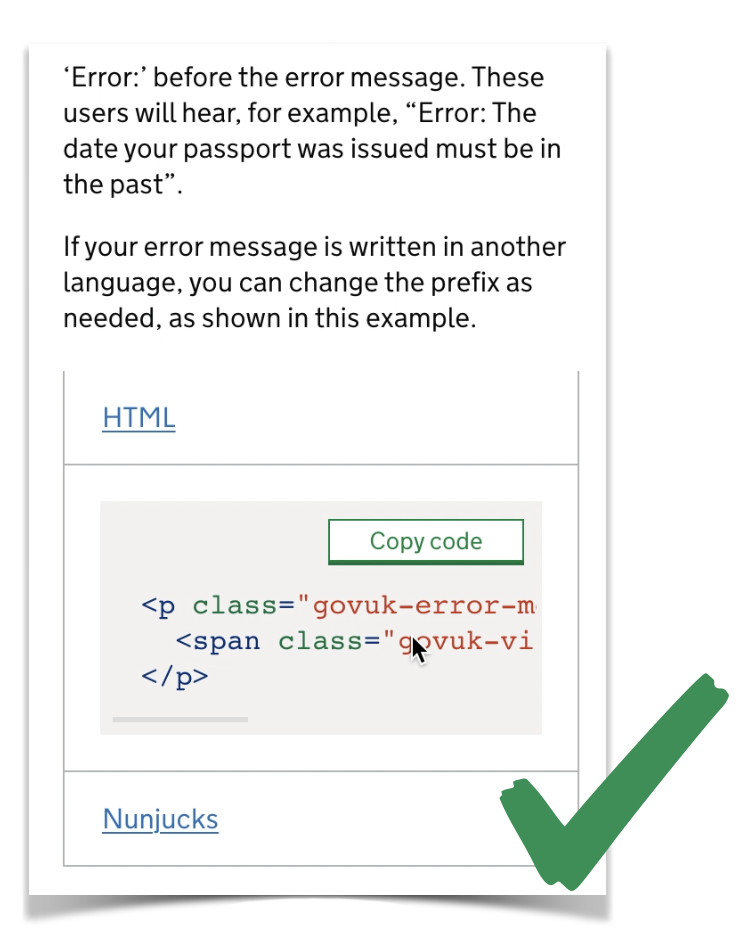 ‘Error:’ before the error message. These
users will hear, for example, “Error: The
date your passport was issued must be in
the past”.
If your error message is written in another
language, you can change the prefix as
needed, as shown in this example.
HTML
Copy code
<p class="govuk-error-m
<span class="govuk-vi
</p>
Nunjucks